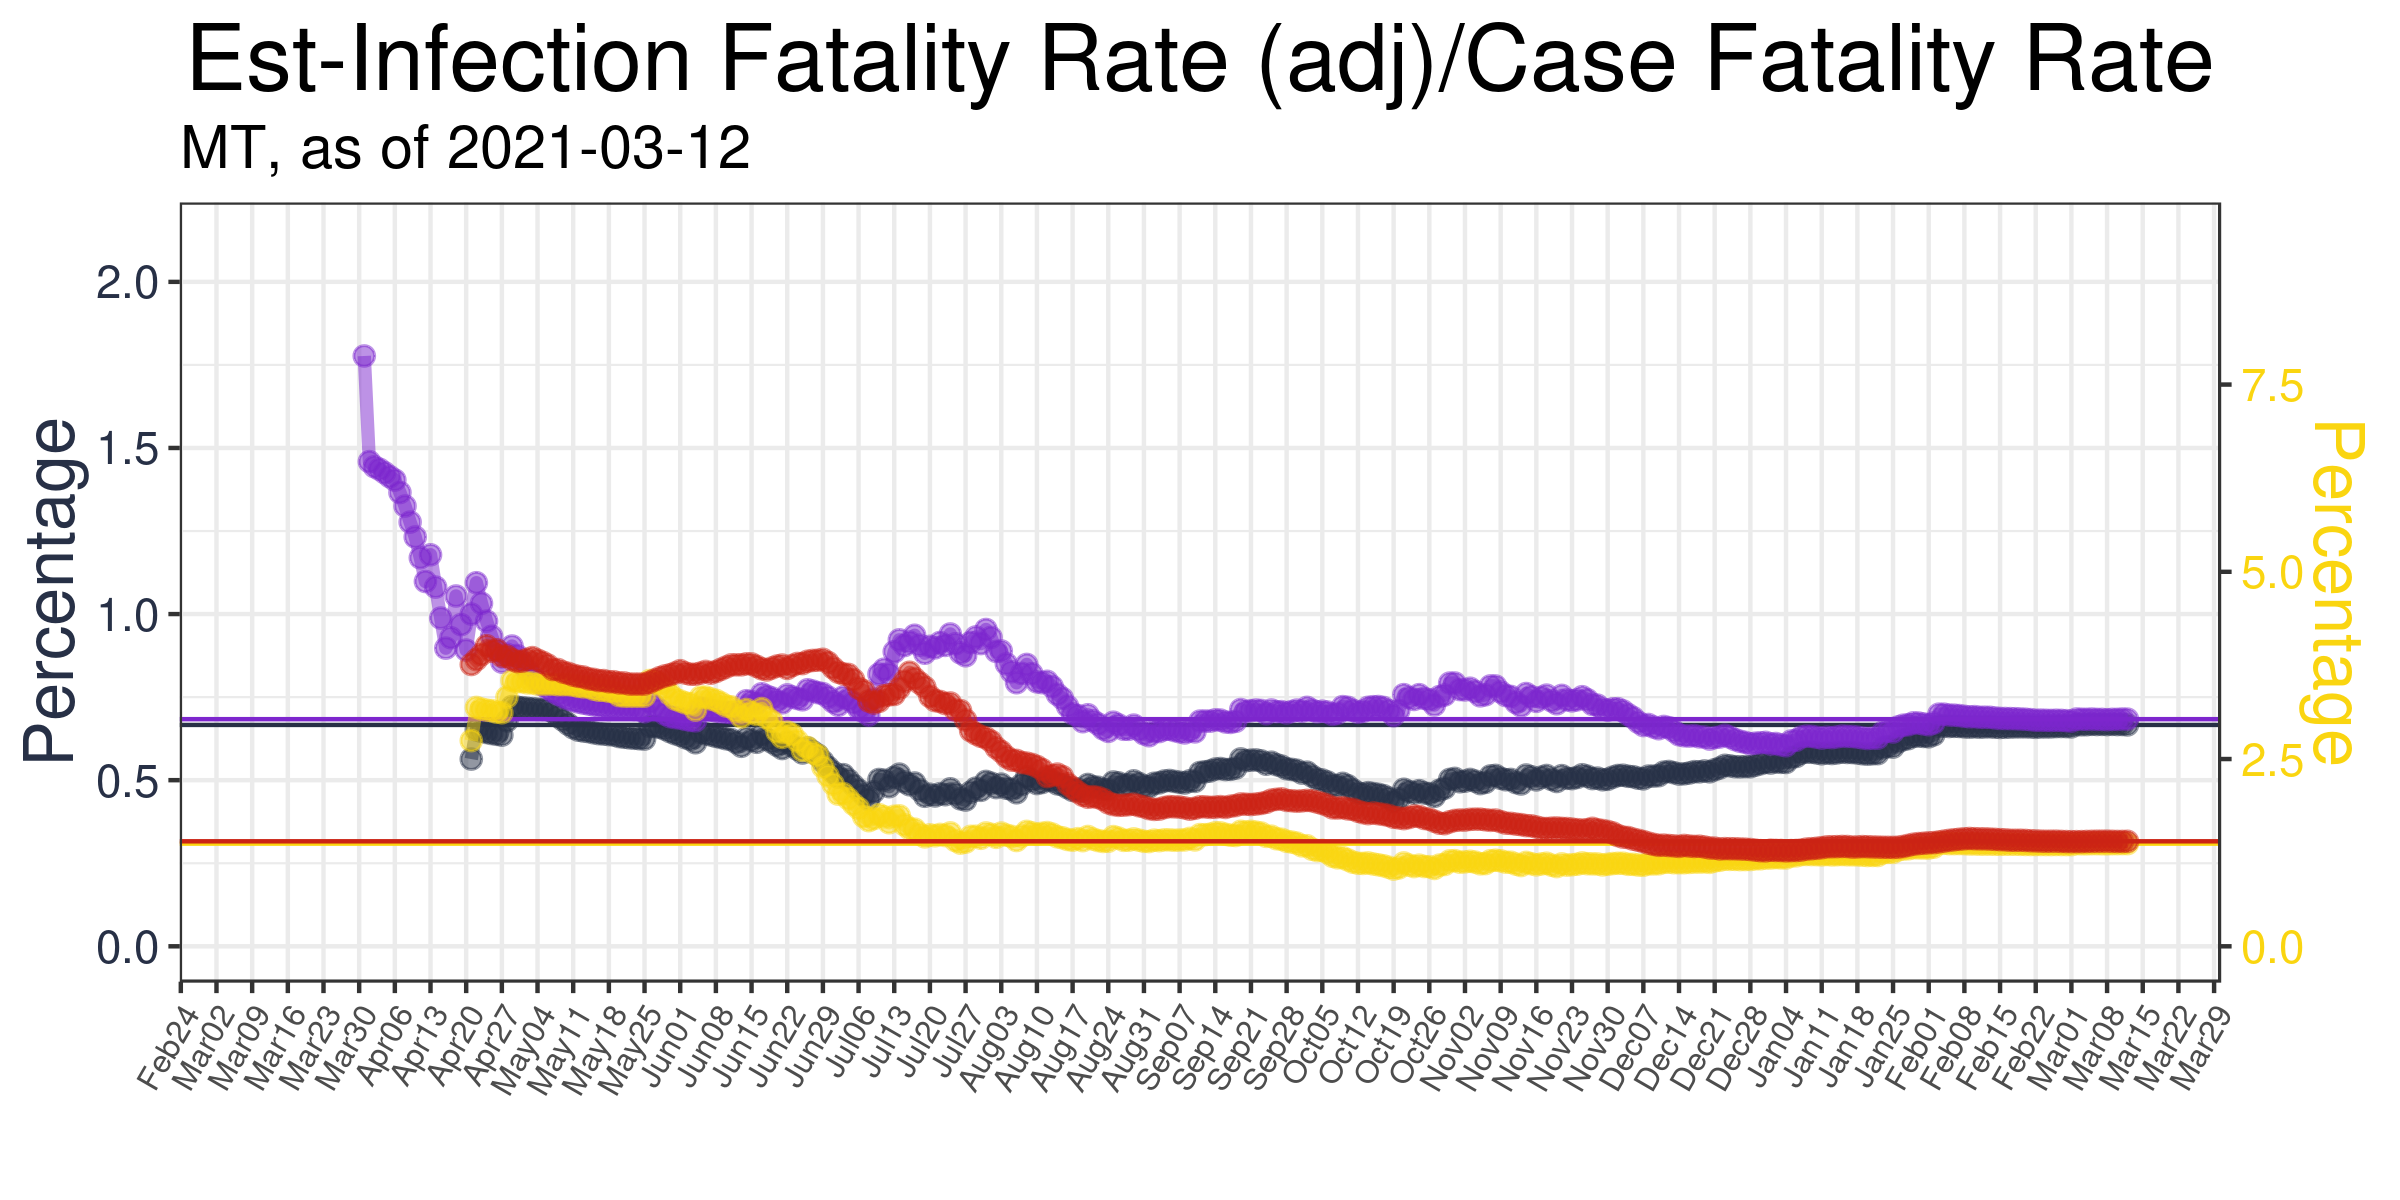 Est-Infection Fatality Rate (adj)/Case Fatality Rate
MT, as of 2021-03-12
Percentage
2.0
1.5
1.0
0.5
0.0
7.5
5.0
2.5
0.0
Percentage
Feb24
Mar02
Mar09
Mar16
Mar23
Mar30
Apr06
Apr13
Apr20
Apr27
May04
May11
May18
May25
Jun01
Jun08
Jun15
Jun22
Jun29
Jul06
Jul13
Jul20
Jul27
Aug03
Aug10
Aug17
Aug24
Aug31
Sep07
Sep14
Sep21
Sep28
Oct05
Oct12
Oct19
Oct26
Nov02
Nov09
Nov16
Nov23
Nov30
Dec07
Dec14
Dec21
Dec28
Jan04
Jan11
Jan18
Jan25
Feb01
Feb08
Feb15
Feb22
Mar01
Mar08
Mar15
Mar22
Mar29